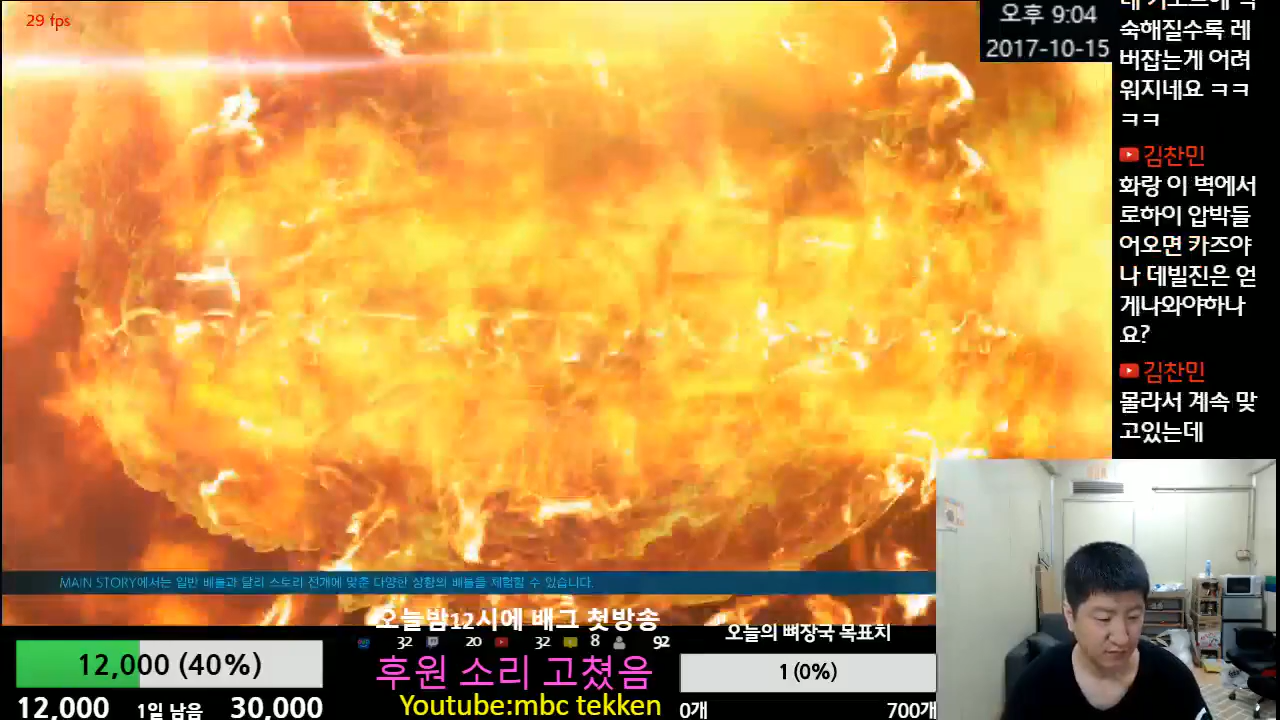 29 fps
오후 9:04
2017-10-15
숙해질수록 레
버잡는게 어려
워지네요 ㅋㅋ
ㅋㅋ
김찬민
화랑 이 벽에서
로하이 압박들
어오면 카즈야
나 데빌진은 얻
게나와야하나
요?
김찬민
몰라서 계속 맞
고있는데
MAIN STORY에서는 일반 배틀과 달리 스토리 전개에 맞춘 다양한 상황의 배틀을 체험할 수 있습니다.
오늘밤12시에 배그 첫방송
32 20 32 8 92
후원 소리 고쳤음
Youtube:mbc tekken
12,000 (40%)
12,000 1일 남음 30,000
오늘의 뼈장국 목표치
1 (0%)
0개 700개